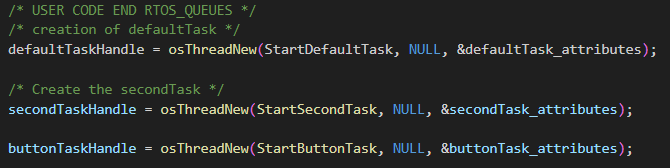 /* USER CODE END RTOS_QUEUES */
/* creation of defaultTask */
defaultTaskHandle = osThreadNew(StartDefaultTask, NULL, &defaultTask_attributes);
/* Create the secondTask */
secondTaskHandle = osThreadNew(StartSecondTask, NULL, &secondTask_attributes);
buttonTaskHandle = osThreadNew(StartButtonTask, NULL, &buttonTask_attributes);